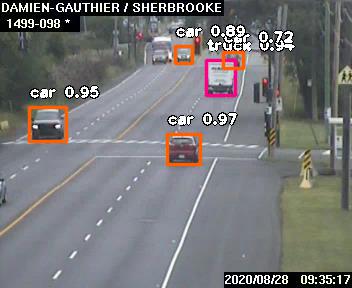 DAMIEN-GAUTHIER / SHERBROOKE
1499-098 *
car 0.89
car 0.72
truck 0.94
car 0.95
car 0.97
2020/08/28 09:35:17